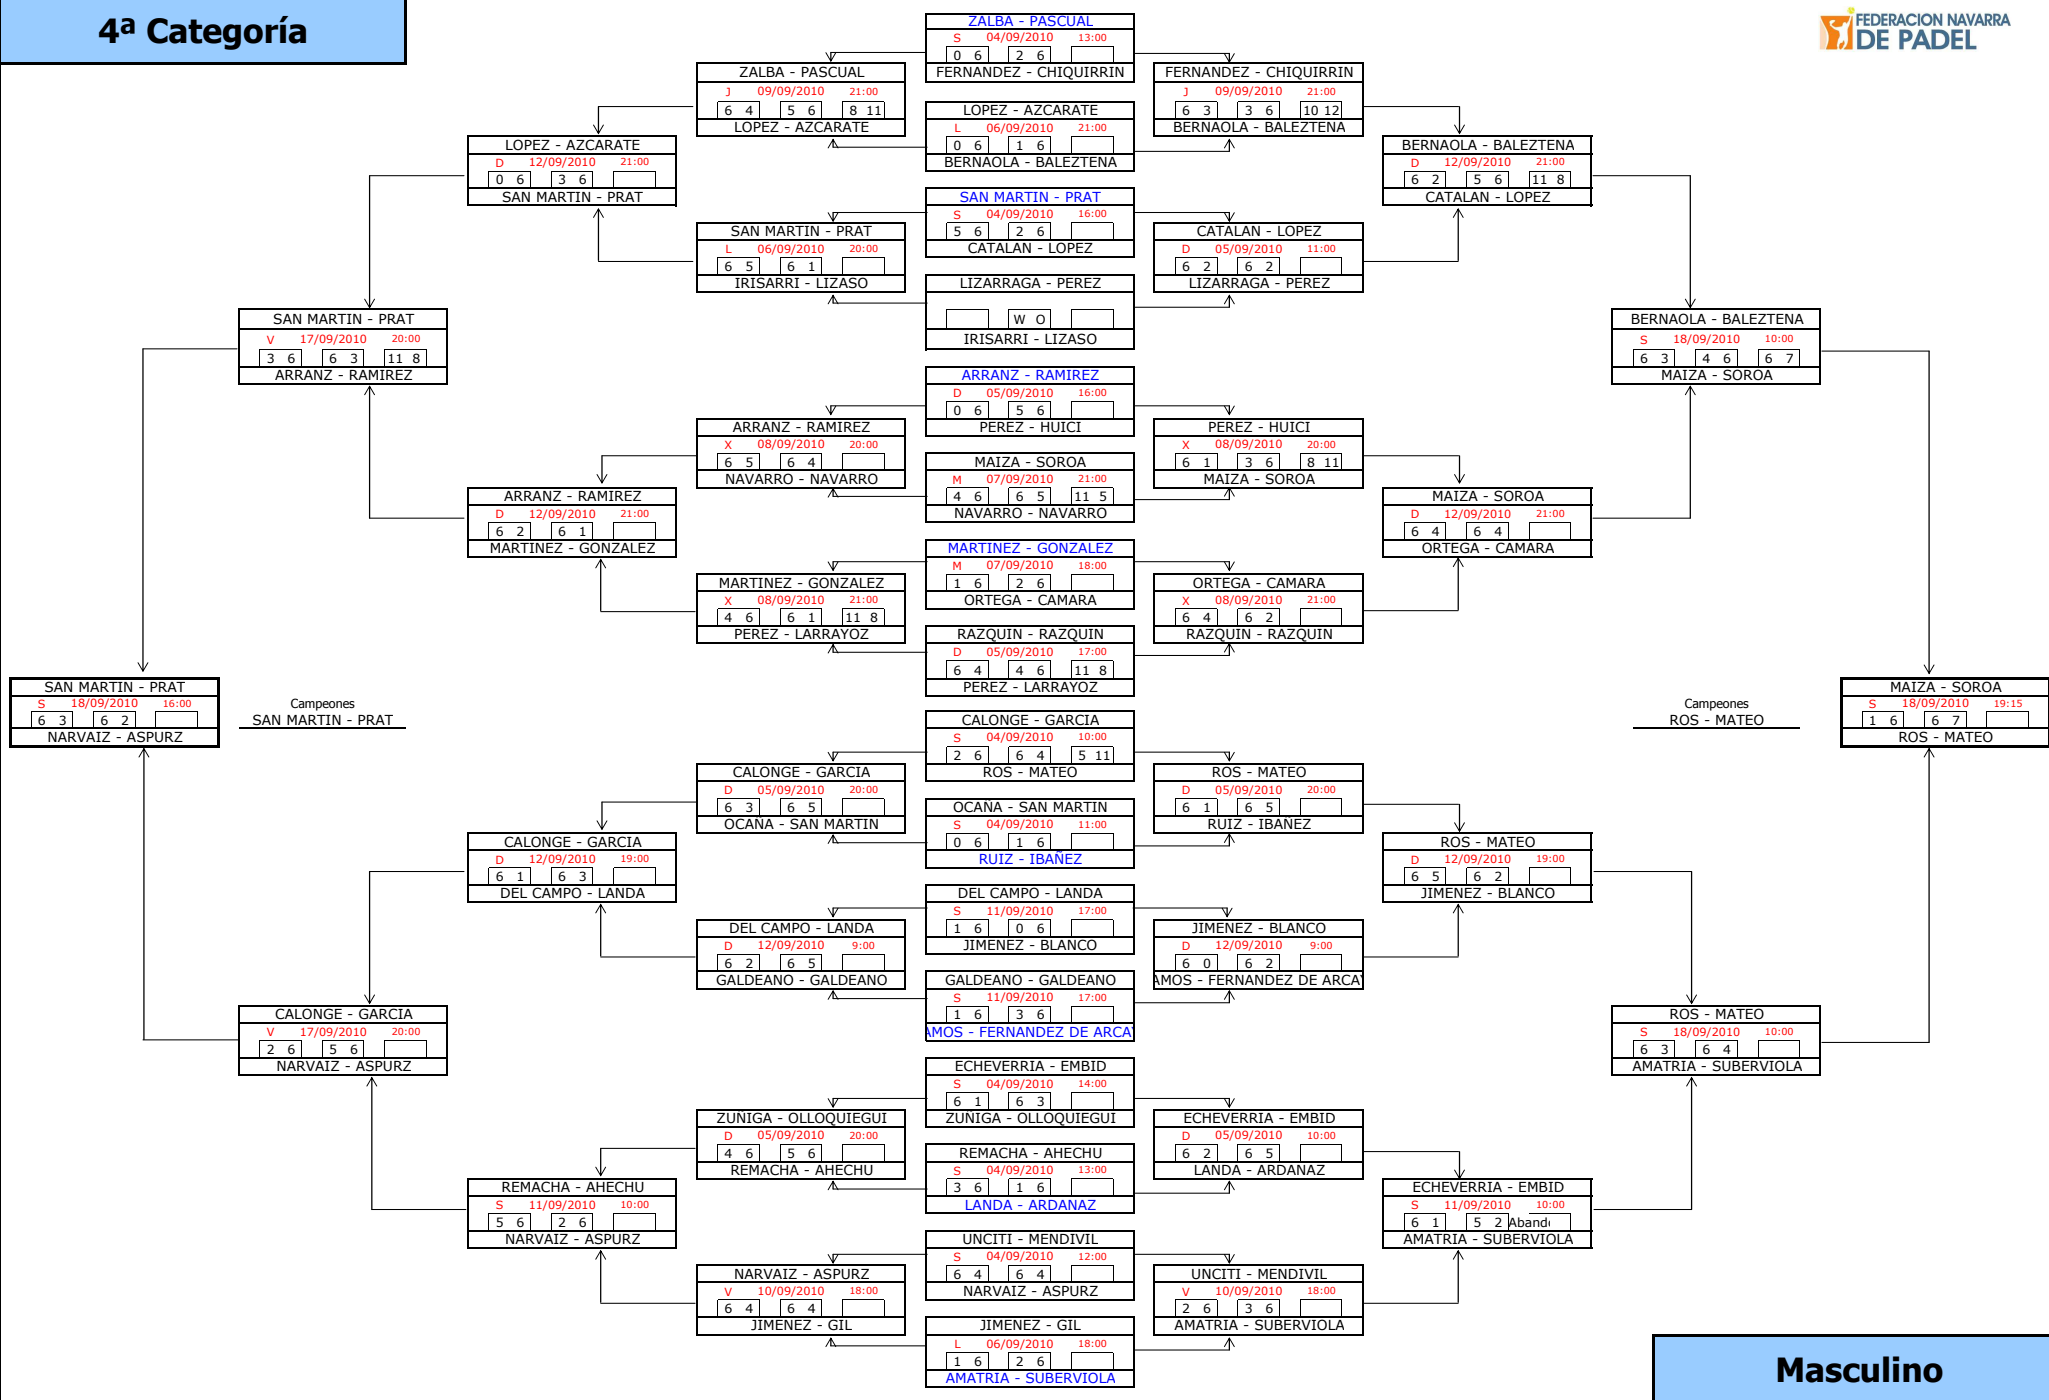 4ª Categoría
FEDERACION NAVARRA
DE PADEL
SAN MARTIN - PRAT
S 18/09/2010 16:00
6 3 6 2
NARVAIZ - ASPURZ
Campeones
SAN MARTIN - PRAT
SAN MARTIN - PRAT
V 17/09/2010 20:00
3 6 6 3 11 8
ARRANZ - RAMIREZ
CALONGE - GARCIA
V 17/09/2010 20:00
2 6 5 6
NARVAIZ - ASPURZ
LOPEZ - AZCARATE
D 12/09/2010 21:00
0 6 3 6
SAN MARTIN - PRAT
ARRANZ - RAMIREZ
D 12/09/2010 21:00
6 2 6 1
MARTINEZ - GONZALEZ
CALONGE - GARCIA
D 12/09/2010 19:00
6 1 6 3
DEL CAMPO - LANDA
REMACHA - AHECHU
S 11/09/2010 10:00
5 6 2 6
NARVAIZ - ASPURZ
ZALBA - PASCUAL
J 09/09/2010 21:00
6 4 5 6 8 11
LOPEZ - AZCARATE
SAN MARTIN - PRAT
L 06/09/2010 20:00
6 5 6 1
IRISARRI - LIZASO
ARRANZ - RAMIREZ
X 08/09/2010 20:00
6 5 6 4
NAVARRO - NAVARRO
MARTINEZ - GONZALEZ
X 08/09/2010 21:00
4 6 6 1 11 8
PEREZ - LARRAYOZ
CALONGE - GARCIA
D 05/09/2010 20:00
6 3 6 5
OCAÑA - SAN MARTIN
DEL CAMPO - LANDA
D 12/09/2010 9:00
6 2 6 5
GALDEANO - GALDEANO
ZUÑIGA - OLLOQUIEGUI
D 05/09/2010 20:00
4 6 5 6
REMACHA - AHECHU
NARVAIZ - ASPURZ
V 10/09/2010 18:00
6 4 6 4
JIMENEZ - GIL
ZALBA - PASCUAL
S 04/09/2010 13:00
0 6 2 6
FERNANDEZ - CHIQUIRRIN
LOPEZ - AZCARATE
L 06/09/2010 21:00
0 6 1 6
BERNAOLA - BALEZTENA
SAN MARTIN - PRAT
S 04/09/2010 16:00
5 6 2 6
CATALAN - LOPEZ
LIZARRAGA - PEREZ
W O
IRISARRI - LIZASO
ARRANZ - RAMIREZ
D 05/09/2010 16:00
0 6 5 6
PEREZ - HUICI
MAIZA - SOROA
M 07/09/2010 21:00
4 6 6 5 11 5
NAVARRO - NAVARRO
MARTINEZ - GONZALEZ
M 07/09/2010 18:00
1 6 2 6
ORTEGA - CAMARA
RAZQUIN - RAZQUIN
D 05/09/2010 17:00
6 4 4 6 11 8
PEREZ - LARRAYOZ
CALONGE - GARCIA
S 04/09/2010 10:00
2 6 6 4 5 11
ROS - MATEO
OCAÑA - SAN MARTIN
S 04/09/2010 11:00
0 6 1 6
RUIZ - IBAÑEZ
DEL CAMPO - LANDA
S 11/09/2010 17:00
1 6 0 6
JIMENEZ - BLANCO
GALDEANO - GALDEANO
S 11/09/2010 17:00
1 6 3 6
AMOS - FERNANDEZ DE ARCAY
ECHEVERRIA - EMBID
S 04/09/2010 14:00
6 1 6 3
ZUÑIGA - OLLOQUIEGUI
REMACHA - AHECHU
S 04/09/2010 13:00
3 6 1 6
LANDA - ARDANAZ
UNCITI - MENDIVIL
S 04/09/2010 12:00
6 4 6 4
NARVAIZ - ASPURZ
JIMENEZ - GIL
L 06/09/2010 18:00
1 6 2 6
AMATRIA - SUBERVIOLA
FERNANDEZ - CHIQUIRRIN
J 09/09/2010 21:00
6 3 3 6 10 12
BERNAOLA - BALEZTENA
CATALAN - LOPEZ
D 05/09/2010 11:00
6 2 6 2
LIZARRAGA - PEREZ
PEREZ - HUICI
X 08/09/2010 20:00
6 1 3 6 8 11
MAIZA - SOROA
ORTEGA - CAMARA
X 08/09/2010 21:00
6 4 6 2
RAZQUIN - RAZQUIN
ROS - MATEO
D 05/09/2010 20:00
6 1 6 5
RUIZ - IBAÑEZ
JIMENEZ - BLANCO
D 12/09/2010 9:00
6 0 6 2
AMOS - FERNANDEZ DE ARCAY
ECHEVERRIA - EMBID
D 05/09/2010 10:00
6 2 6 5
LANDA - ARDANAZ
UNCITI - MENDIVIL
V 10/09/2010 18:00
2 6 3 6
AMATRIA - SUBERVIOLA
BERNAOLA - BALEZTENA
D 12/09/2010 21:00
6 2 5 6 11 8
CATALAN - LOPEZ
MAIZA - SOROA
D 12/09/2010 21:00
6 4 6 4
ORTEGA - CAMARA
ROS - MATEO
D 12/09/2010 19:00
6 5 6 2
JIMENEZ - BLANCO
ECHEVERRIA - EMBID
S 11/09/2010 10:00
6 1 5 2 Aband
AMATRIA - SUBERVIOLA
BERNAOLA - BALEZTENA
S 18/09/2010 10:00
6 3 4 6 6 7
MAIZA - SOROA
ROS - MATEO
S 18/09/2010 10:00
6 3 6 4
AMATRIA - SUBERVIOLA
Campeones
ROS - MATEO
MAIZA - SOROA
S 18/09/2010 19:15
1 6 6 7
ROS - MATEO
Masculino